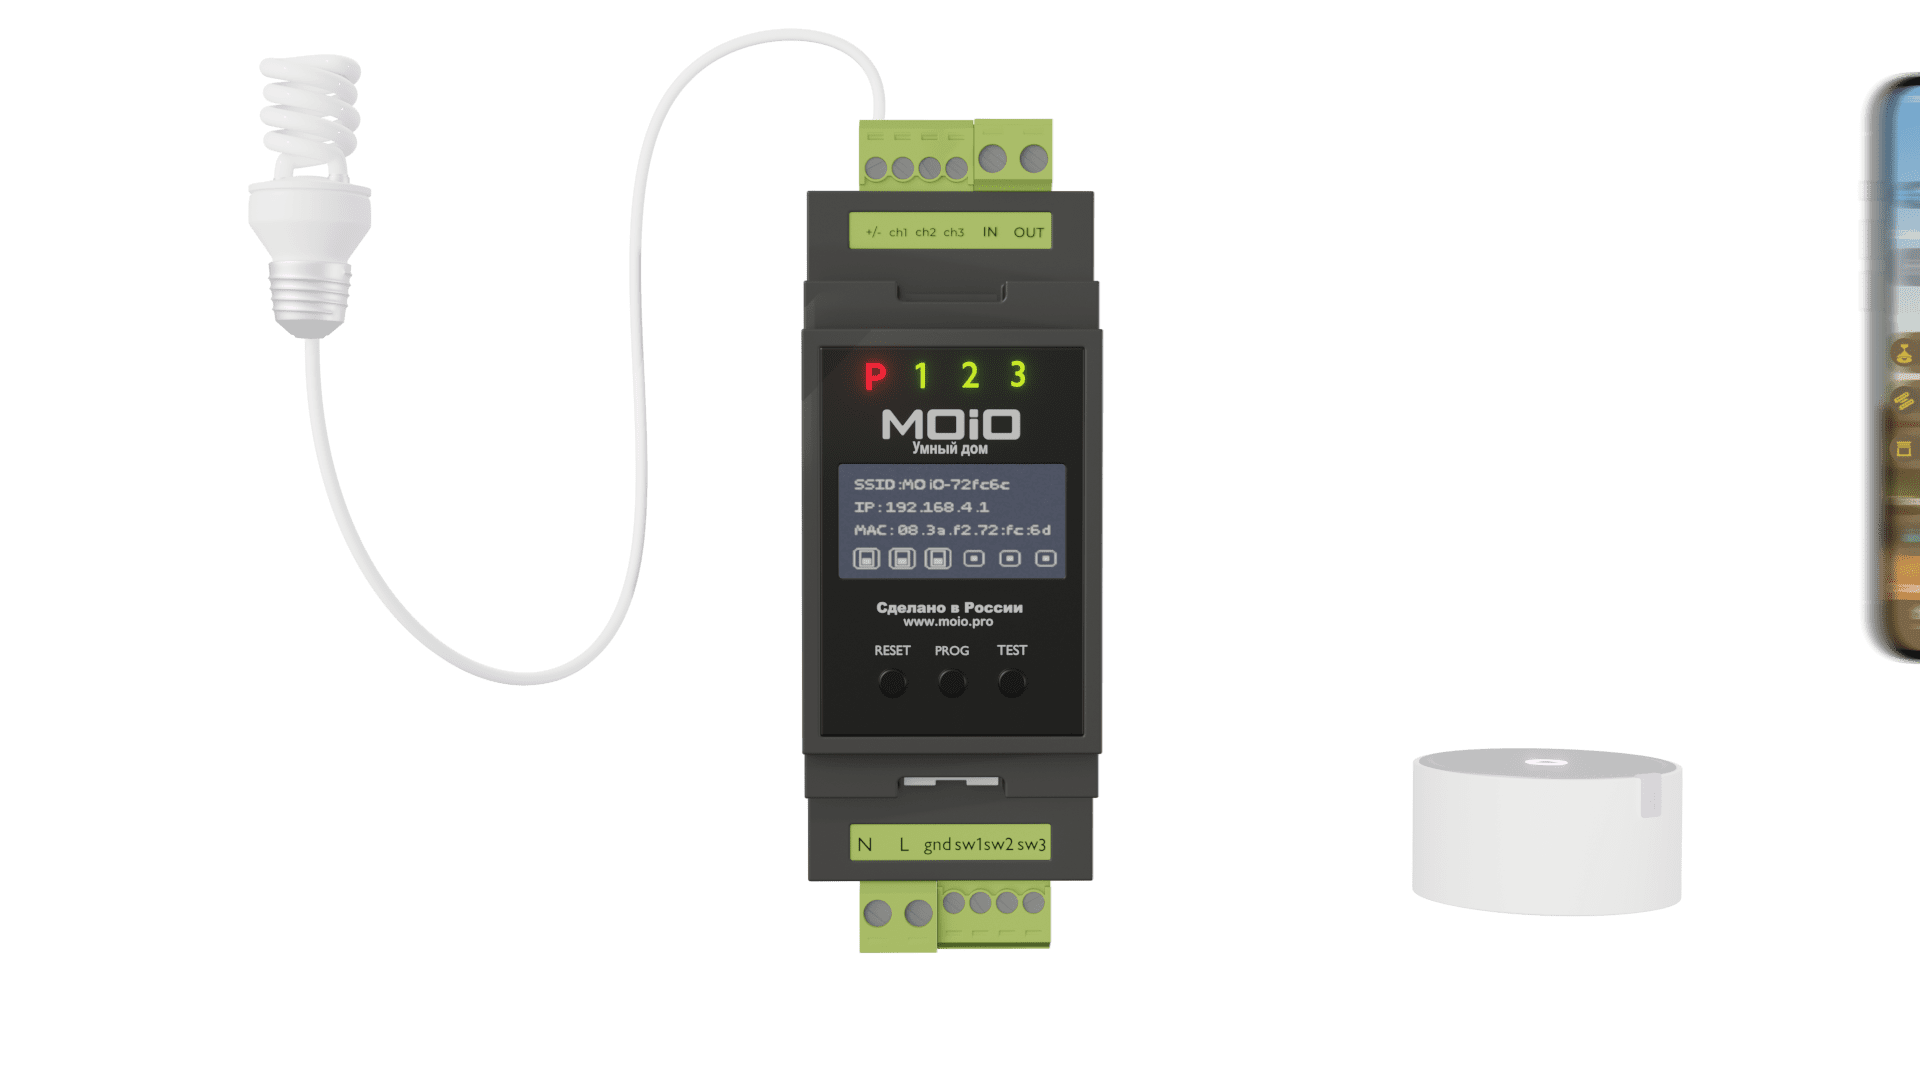 +/- ch1 ch2 ch3 IN OUT
P 1 2 3
MOiO
Умный дом
SSID:MOiO-72fc6c
IP:192.168.4.1
MAC:08.3a.f2.72:fc:6d
Сделано в России
www.moio.pro
RESET PROG TEST
N L gnd sw1 sw2 sw3